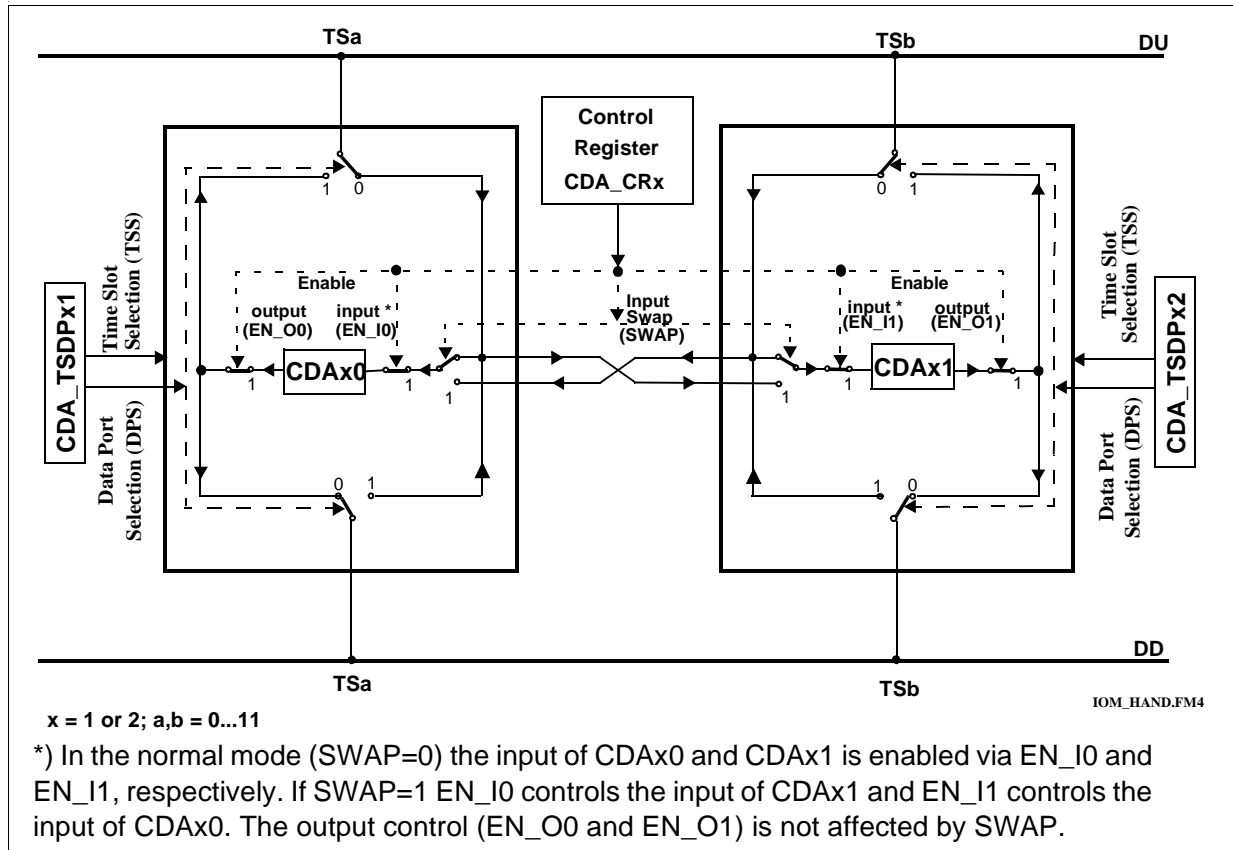 TSa
TSb
DU
Control
Register
CDA_CRx
1
0
0
1
Time Slot
Selection (TSS)
Data Port
Selection (DPS)
CDA_TSDPx1
Enable
output
(EN_O0)
input *
(EN_I0)
Input
Swap
(SWAP)
Enable
input *
(EN_I1)
output
(EN_O1)
Time Slot
Selection (TSS)
Data Port
Selection (DPS)
CDA_TSDPx2
1
CDAx0
1
1
1
1
CDAx1
1
0
1
1
0
DD
TSa
TSb
IOM_HAND.FM4
x = 1 or 2; a,b = 0...11
*) In the normal mode (SWAP=0) the input of CDAx0 and CDAx1 is enabled via EN_I0 and
EN_I1, respectively. If SWAP=1 EN_I0 controls the input of CDAx1 and EN_I1 controls the
input of CDAx0. The output control (EN_O0 and EN_O1) is not affected by SWAP.